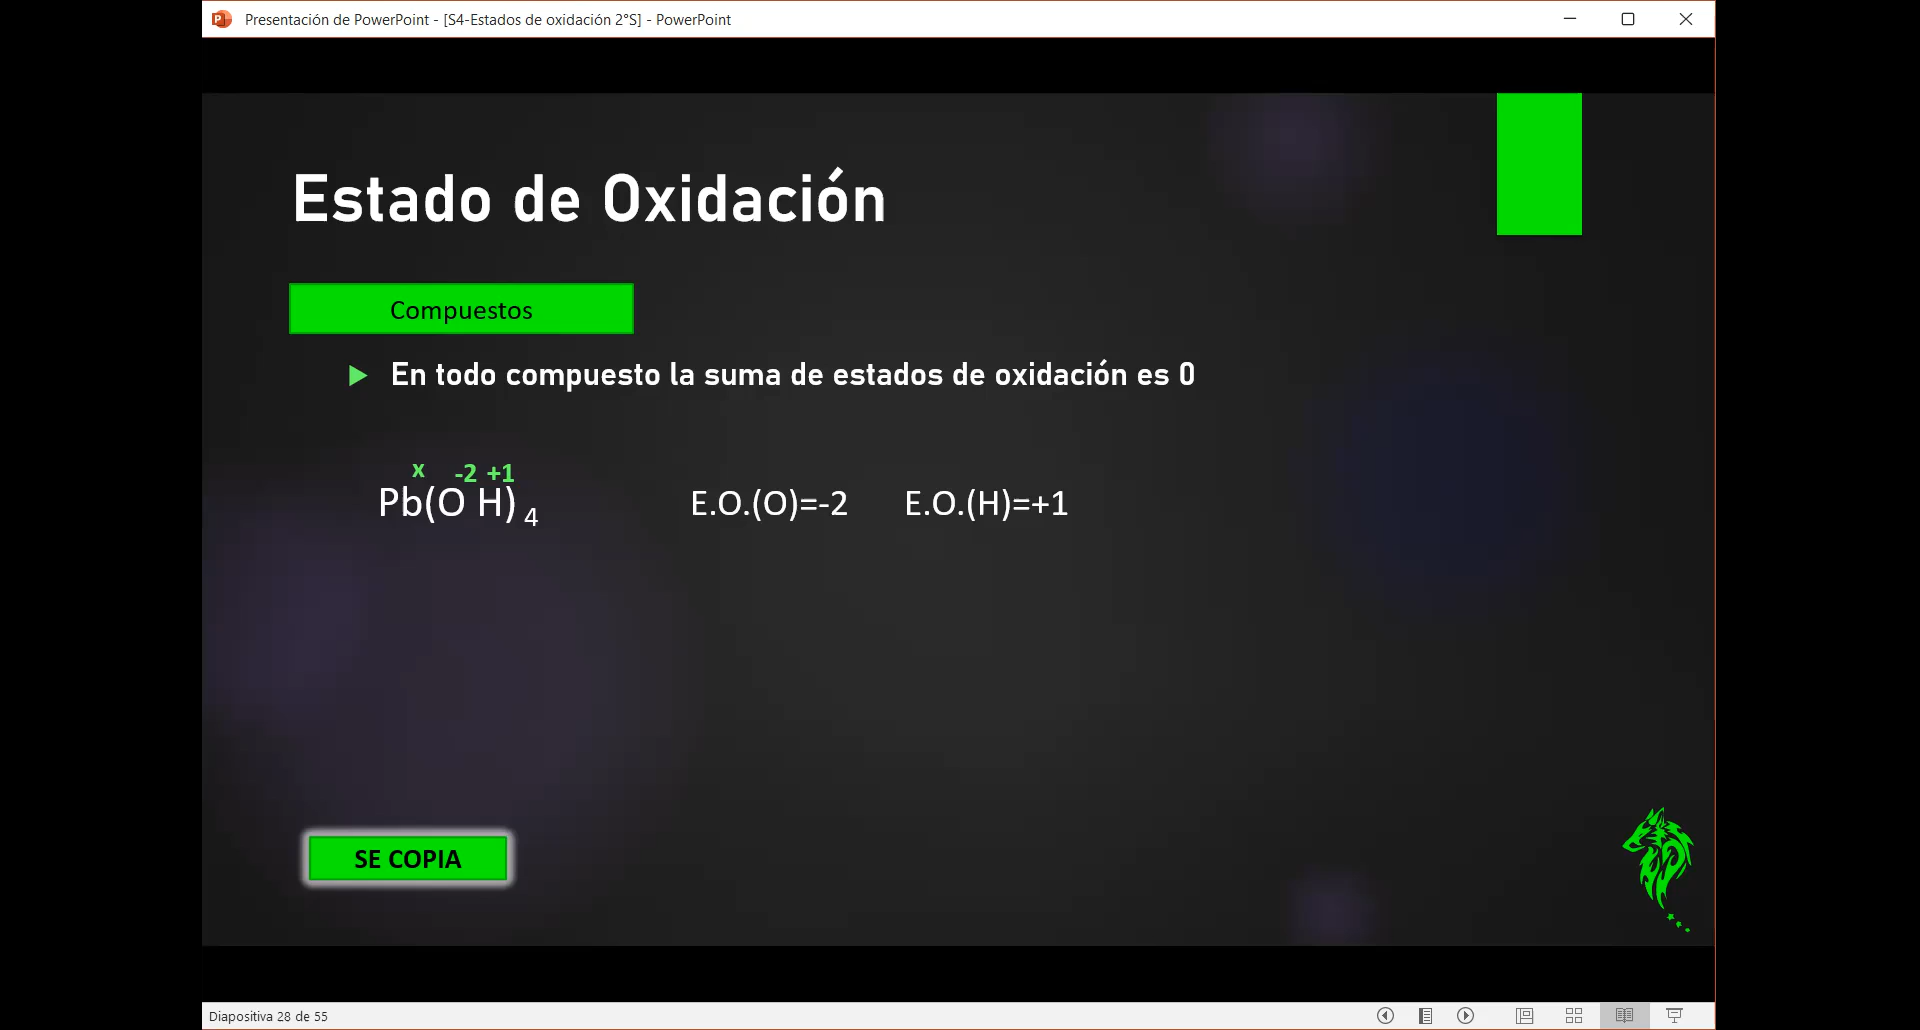 Presentación de PowerPoint - [S4-Estados de oxidación 2°S] - PowerPoint
Estado de Oxidación
Compuestos
En todo compuesto la suma de estados de oxidación es 0
x -2 +1
Pb(O H)4 E.O.(O)=-2 E.O.(H)=+1
SE COPIA
Diapositiva 28 de 55